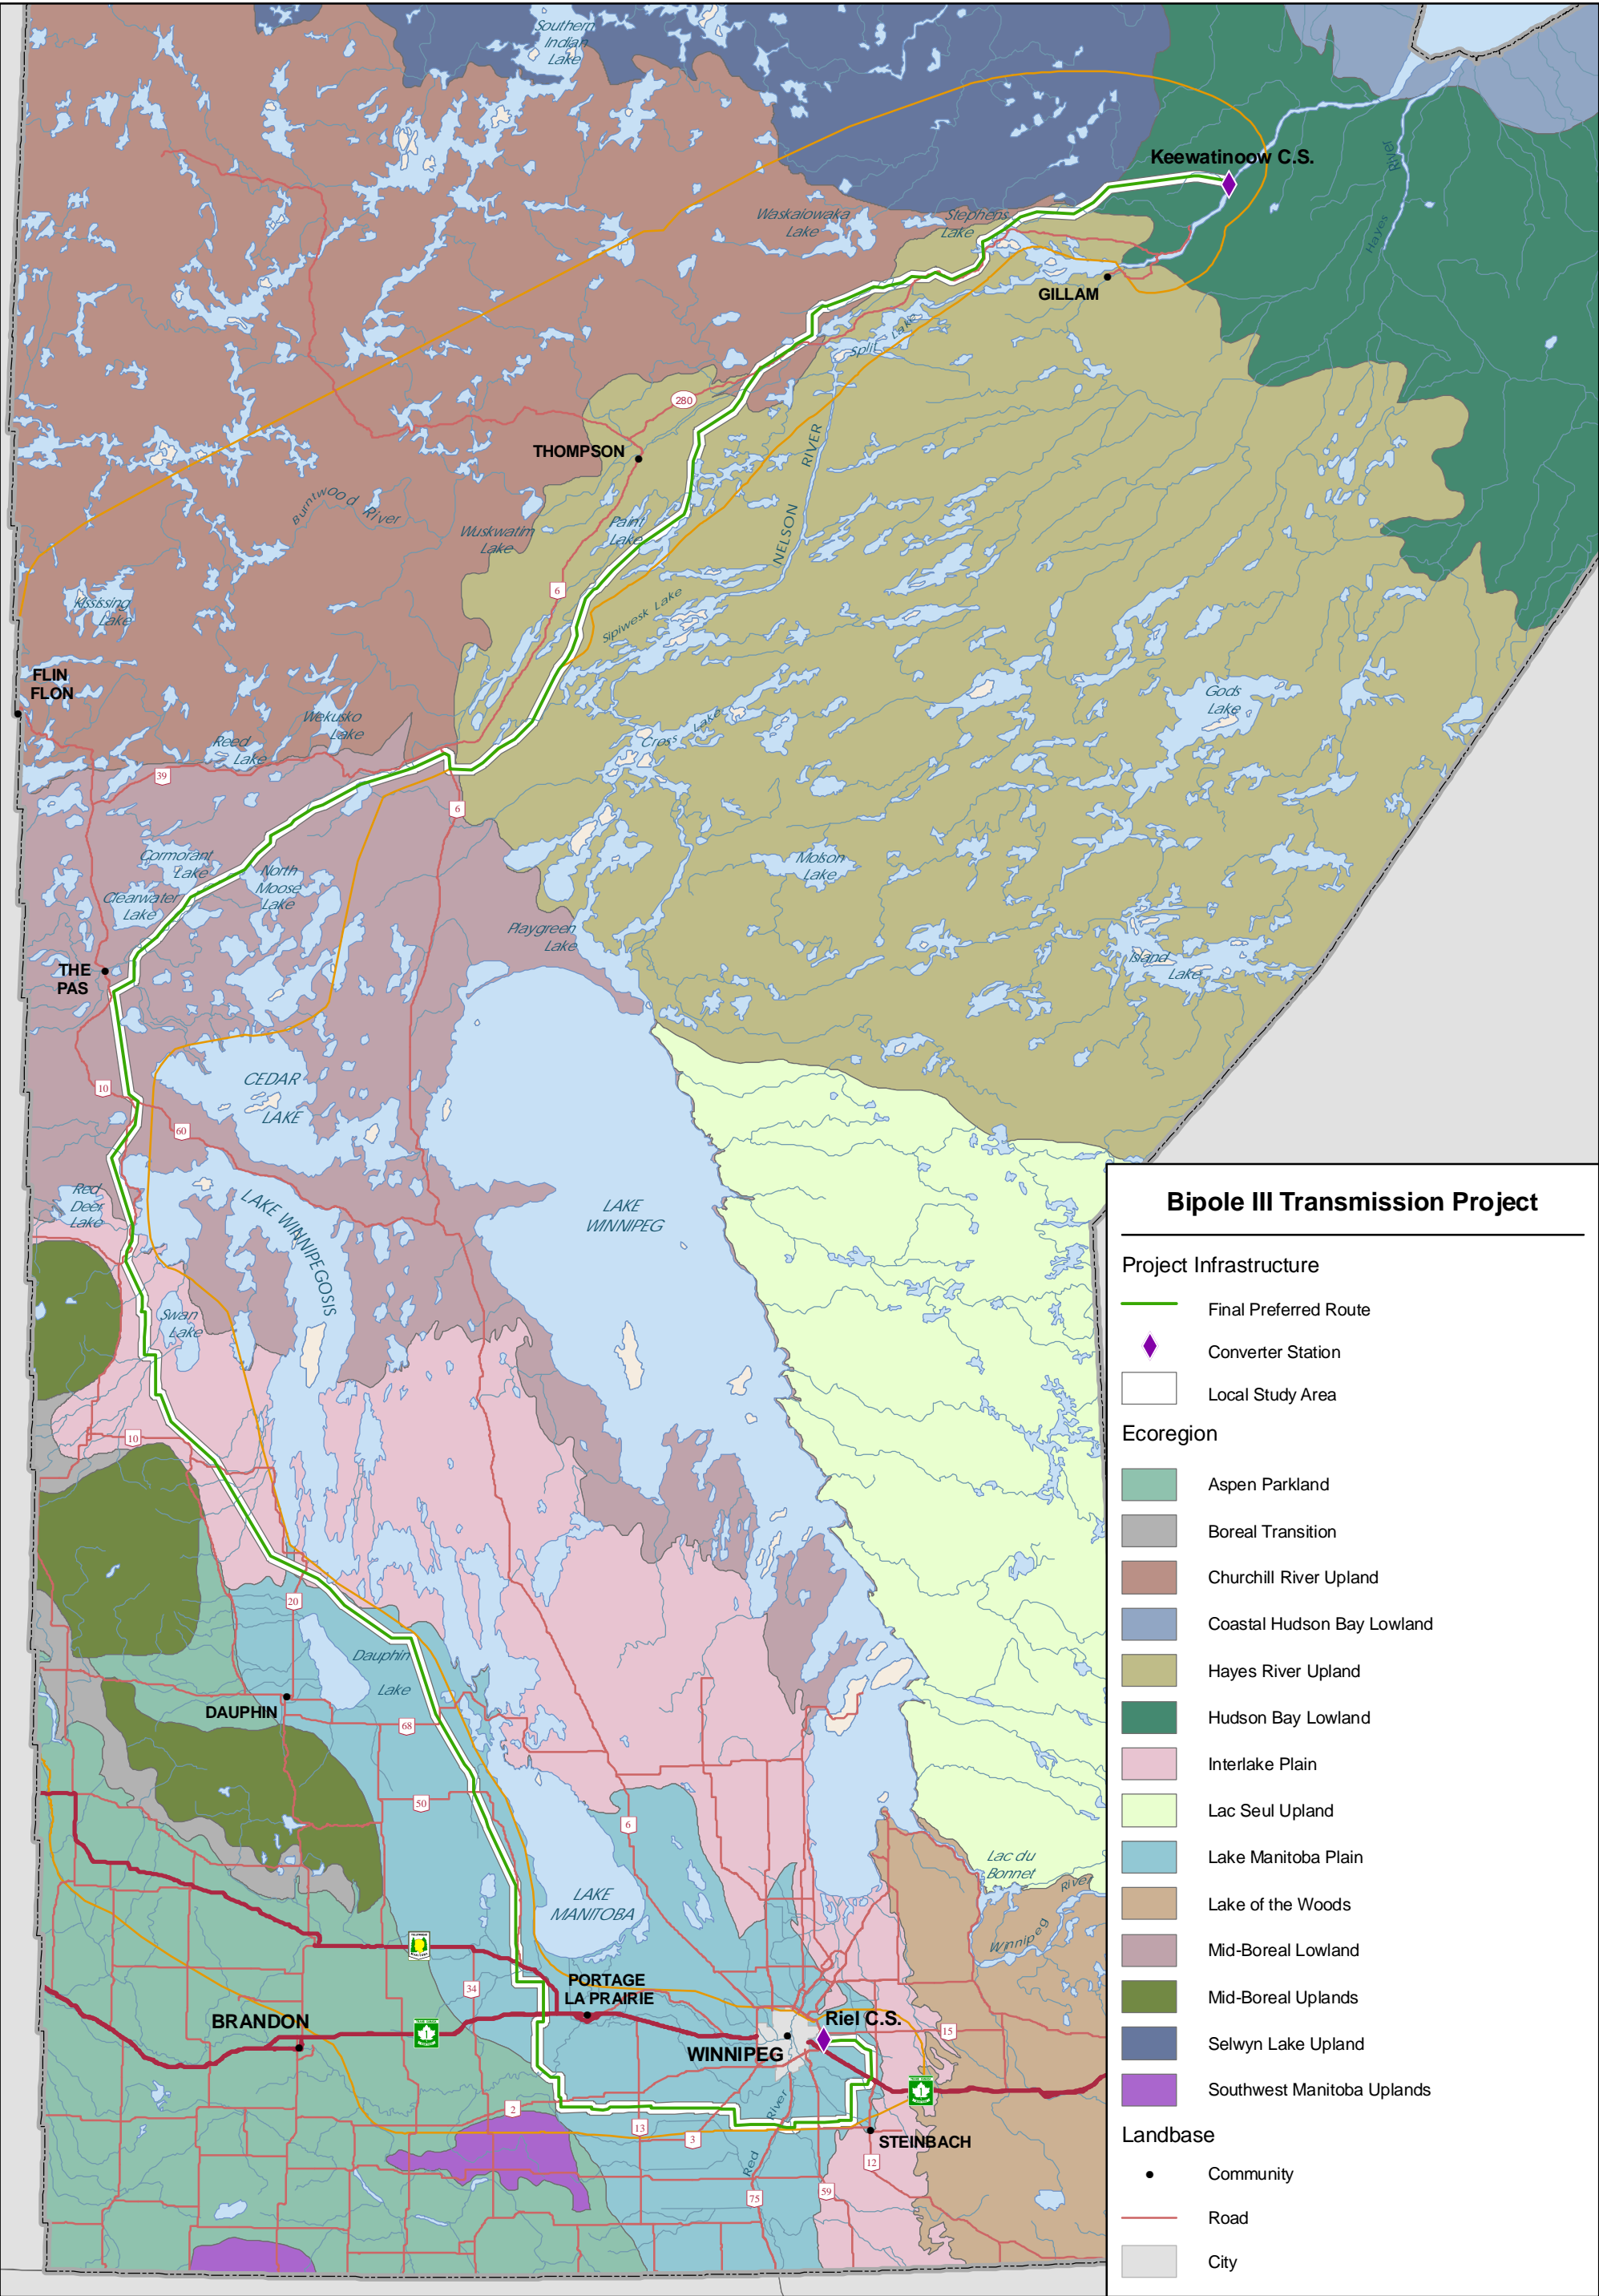 Southern
Indian
Lake
Keewatinoow C.S.
River
Hayes
Waskaiowaka
Lake
Stephens
Lake
GILLAM
Split Lake
280
THOMPSON
RIVER
NELSON
Burntwood River
Wuskwatim
Lake
Paint
Lake
6
Sipiwesk Lake
Kississing
Lake
FLIN
FLON
Wekusko
Lake
Reed
Lake
39
Cross Lake
Gods
Lake
6
Cormorant
Lake
North
Moose
Lake
Clearwater
Lake
Molson
Lake
Playgreen
Lake
Island
Lake
THE
PAS
CEDAR
LAKE
10
60
Red
Deer
Lake
LAKE WINNIPEGOSIS
LAKE
WINNIPEG
Swan
Lake
10
20
Dauphin
Lake
DAUPHIN
68
50
6
LAKE
MANITOBA
Lac du
Bonnet
River
Winnipeg
34
PORTAGE
LA PRAIRIE
BRANDON
1
Riel C.S.
WINNIPEG
15
1
2
13
3
River
Red
STEINBACH
12
75
59
Bipole III Transmission Project
Project Infrastructure
Final Preferred Route
Converter Station
Local Study Area
Ecoregion
Aspen Parkland
Boreal Transition
Churchill River Upland
Coastal Hudson Bay Lowland
Hayes River Upland
Hudson Bay Lowland
Interlake Plain
Lac Seul Upland
Lake Manitoba Plain
Lake of the Woods
Mid-Boreal Lowland
Mid-Boreal Uplands
Selwyn Lake Upland
Southwest Manitoba Uplands
Landbase
Community
Road
City